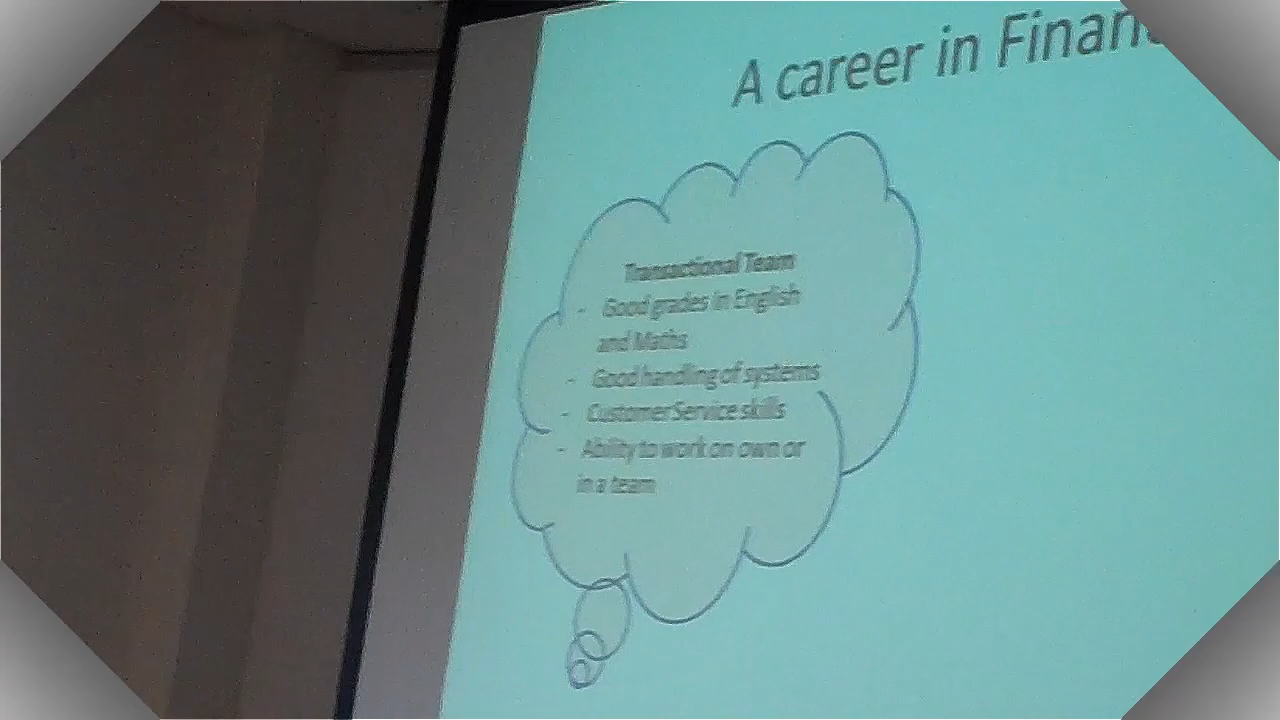 A career in Finan
Transactional Team
- Good grades in English
and Maths
- Good handling of systems
- Customer Service skills
- Ability to work on own or
in a team